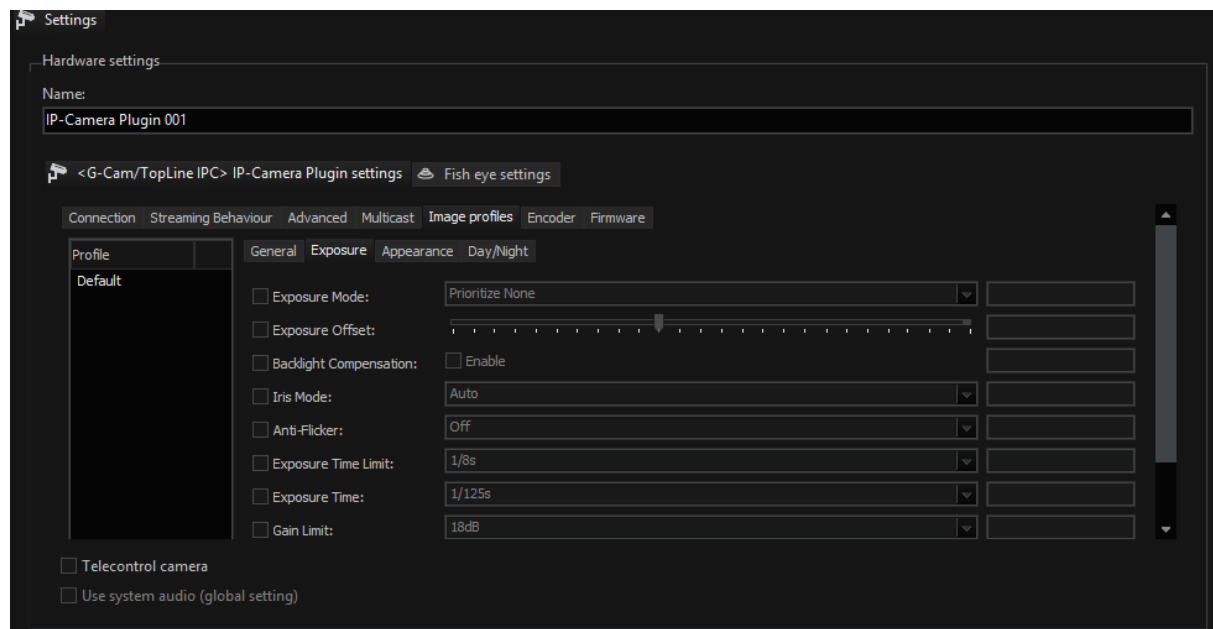 Settings
Hardware settings
Name:
IP-Camera Plugin 001
<G-Cam/TopLine IPC> IP-Camera Plugin settings Fish eye settings
Connection Streaming Behaviour Advanced Multicast Image profiles Encoder Firmware
Profile
Default
General Exposure Appearance Day/Night
Exposure Mode: Prioritize None
Exposure Offset:
Backlight Compensation: Enable
Iris Mode: Auto
Anti-Flicker: Off
Exposure Time Limit: 1/8s
Exposure Time: 1/125s
Gain Limit: 18dB
Telecontrol camera
Use system audio (global setting)